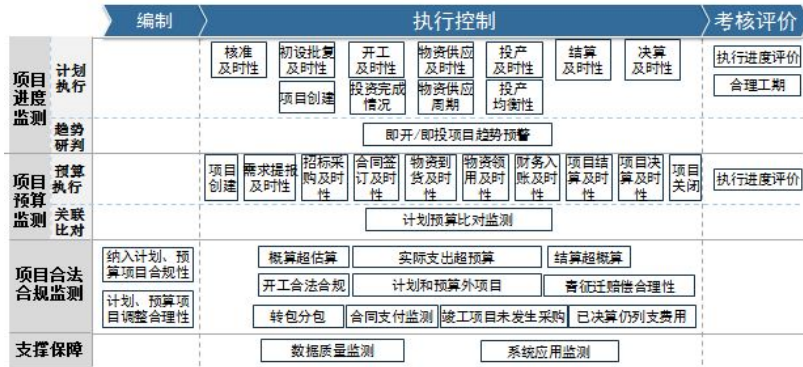 编制
执行控制
考核评价
项目
进度
监测
计划
执行
核准
及时性
初设批复
及时性
开工
及时性
物资供应
及时性
投产
及时性
结算
及时性
决算
及时性
执行进度评价
项目创建
投资完成
情况
物资供应
周期
投产
均衡性
合理工期
趋势
研判
即开/即投项目趋势预警
项目
预算
监测
预算
执行
项目
创建
需求提报
及时性
招标采
购及时
性
合同签
订及时
性
物资到
货及时
性
物资领
用及时
性
财务入
账及时
性
项目结
算及时
性
项目决
算及时
性
项目
关闭
执行进度评价
关联
比对
计划预算比对监测
项目合法
合规监测
纳入计划、预
算项目合规性
概算超估算
实际支出超预算
结算超概算
开工合法合规
计划和预算外项目
青征迁赔偿合理性
计划、预算项
目调整合理性
转包分包
合同支付监测
竣工项目未发生采购
已决算仍列支费用
支撑保障
数据质量监测
系统应用监测